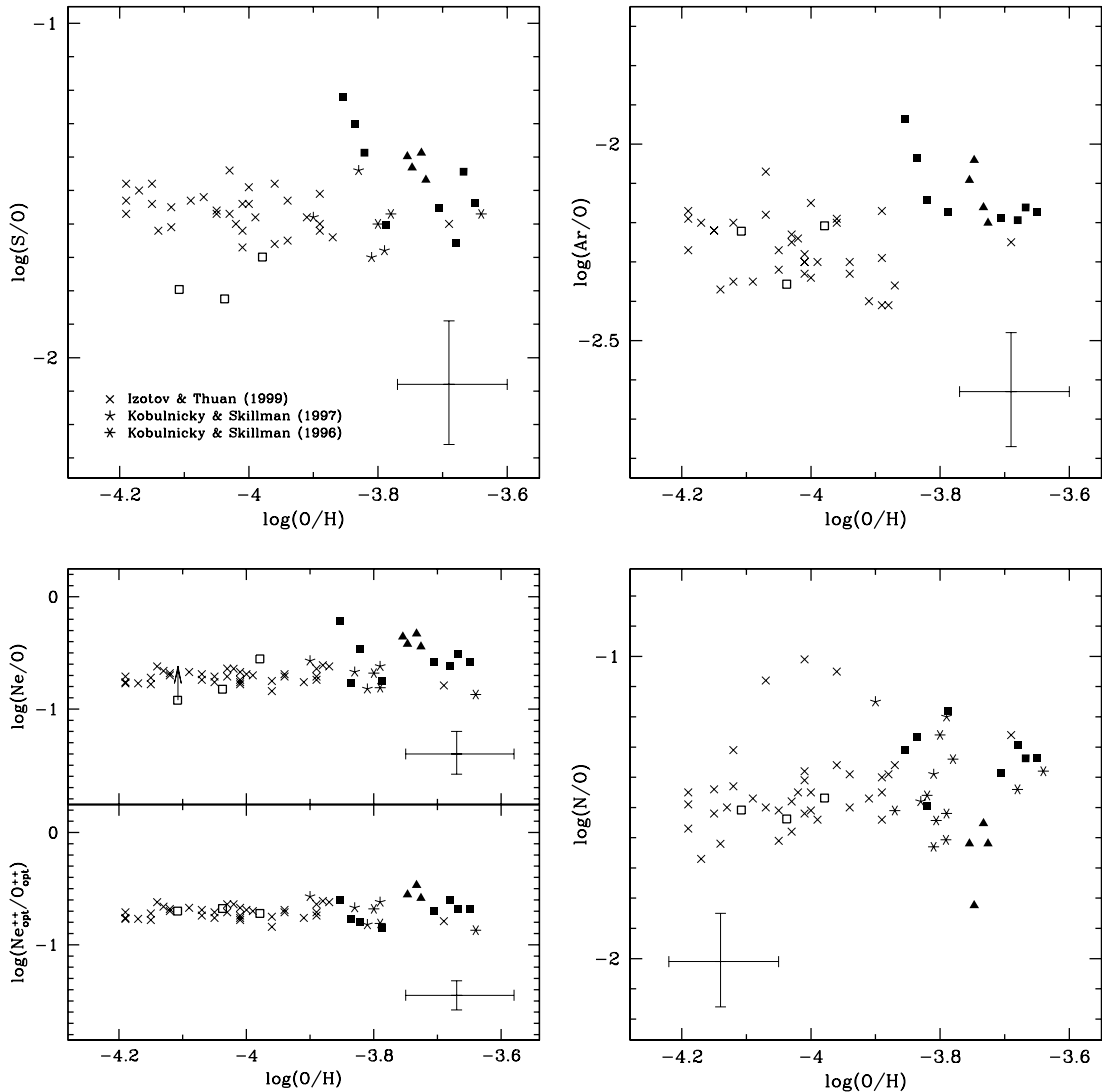 −1
−2
log(S/O)
× Izotov & Thuan (1999)
Kobulnicky & Skillman (1997)
Kobulnicky & Skillman (1996)
−4.2 −4 −3.8 −3.6
log(O/H)
−2
−2.5
log(Ar/O)
−4.2 −4 −3.8 −3.6
log(O/H)
0
−1
log(Ne/O)
0
−1
log(Ne++opt/O++opt)
−4.2 −4 −3.8 −3.6
log(O/H)
−1
−2
log(N/O)
−4.2 −4 −3.8 −3.6
log(O/H)